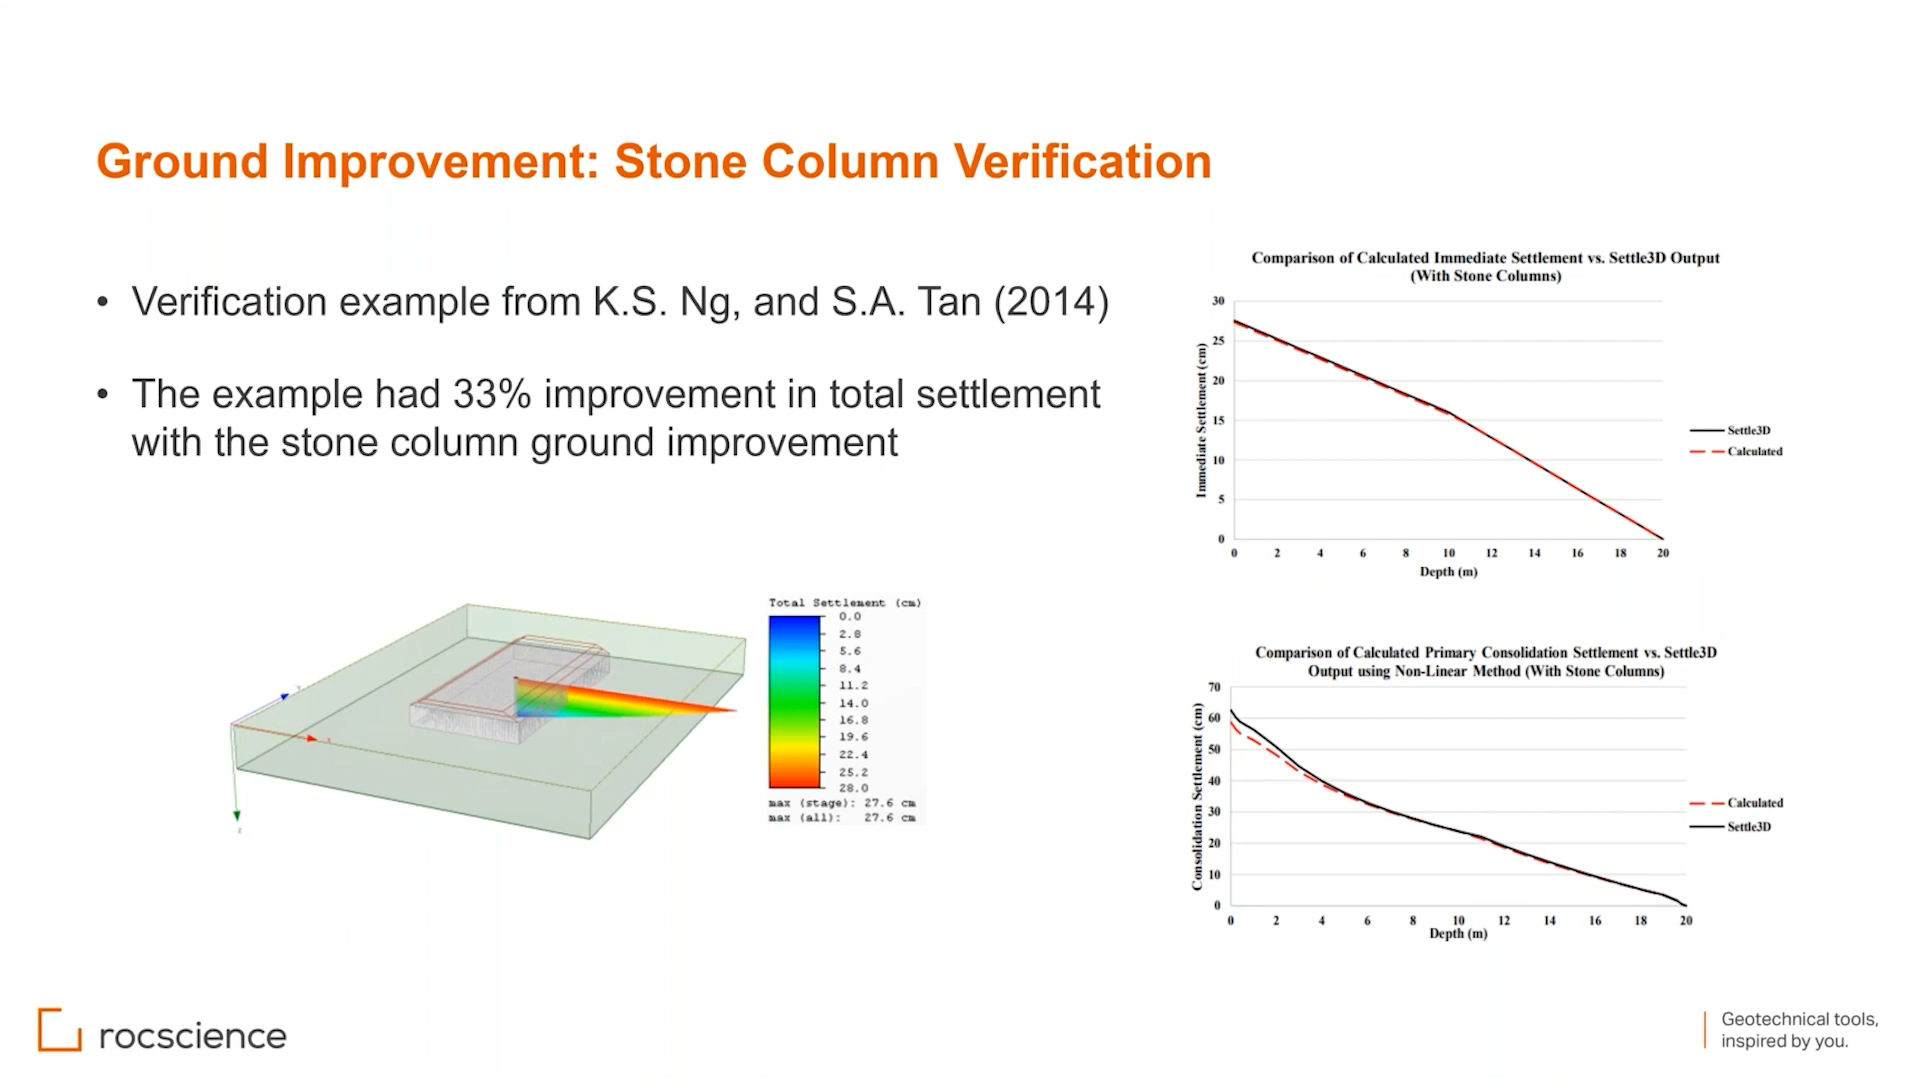 Ground Improvement: Stone Column Verification
• Verification example from K.S. Ng, and S.A. Tan (2014)
• The example had 33% improvement in total settlement
with the stone column ground improvement
Total Settlement (cm)
0.0
2.8
5.6
8.4
11.2
14.0
16.8
19.6
22.4
25.2
28.0
max (stage): 27.6 cm
max (all): 27.6 cm
Comparison of Calculated Immediate Settlement vs. Settle3D Output
(With Stone Columns)
Immediate Settlement (cm)
30
25
20
15
10
5
0
0 2 4 6 8 10 12 14 16 18 20
Depth (m)
Settle3D
Calculated
Comparison of Calculated Primary Consolidation Settlement vs. Settle3D
Output using Non-Linear Method (With Stone Columns)
Consolidation Settlement (cm)
70
60
50
40
30
20
10
0
0 2 4 6 8 10 12 14 16 18 20
Depth (m)
Calculated
Settle3D
rocscience
Geotechnical tools,
inspired by you.